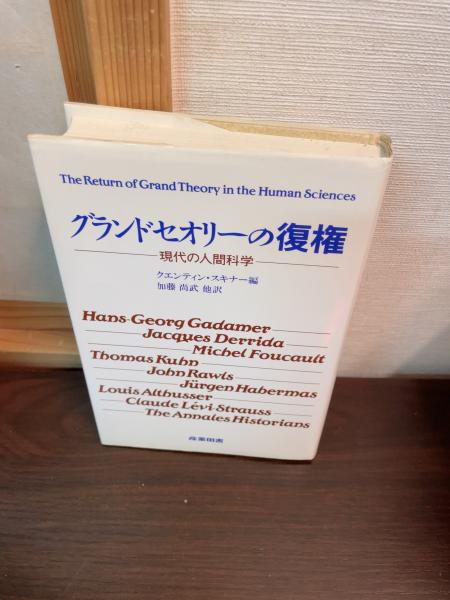 The Return of Grand Theory in the Human Sciences
グランドセオリーの復権
現代の人間科学
クエンティン・スキナー編
加藤 尚武 他訳
Hans-Georg Gadamer
Jacques Derrida
Michel Foucault
Thomas Kuhn
John Rawls
Jürgen Habermas
Louis Althusser
Claude Lévi-Strauss
The Annales Historians
産業図書